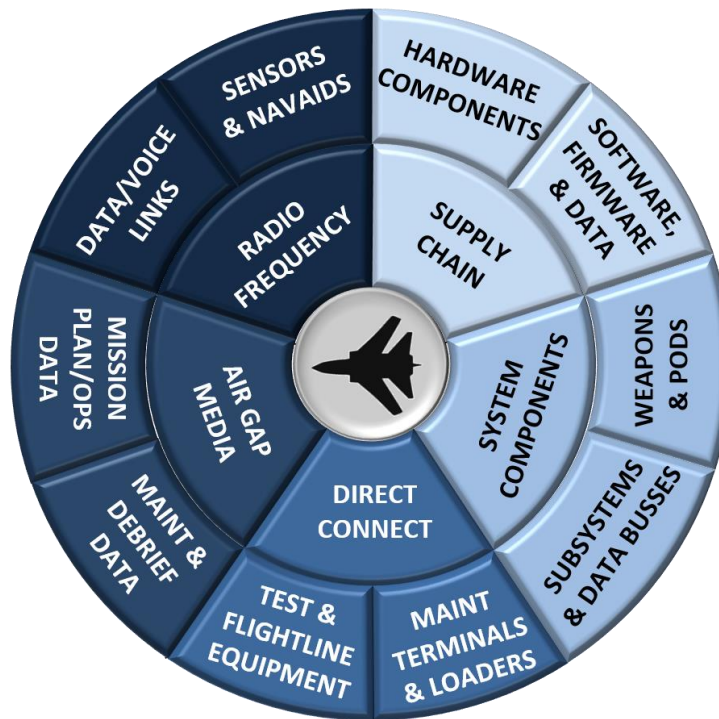 HARDWARE
COMPONENTS
SOFTWARE,
FIRMWARE
& DATA
WEAPONS
& PODS
SUBSYSTEMS
& DATA BUSSES
MAINT
TERMINALS
& LOADERS
TEST &
FLIGHTLINE
EQUIPMENT
MAINT &
DEBRIEF
DATA
MISSION
PLAN/OPS
DATA
DATA/VOICE
LINKS
SENSORS
& NAVAIDS
SUPPLY
CHAIN
SYSTEM
COMPONENTS
DIRECT
CONNECT
AIR GAP
MEDIA
RADIO
FREQUENCY